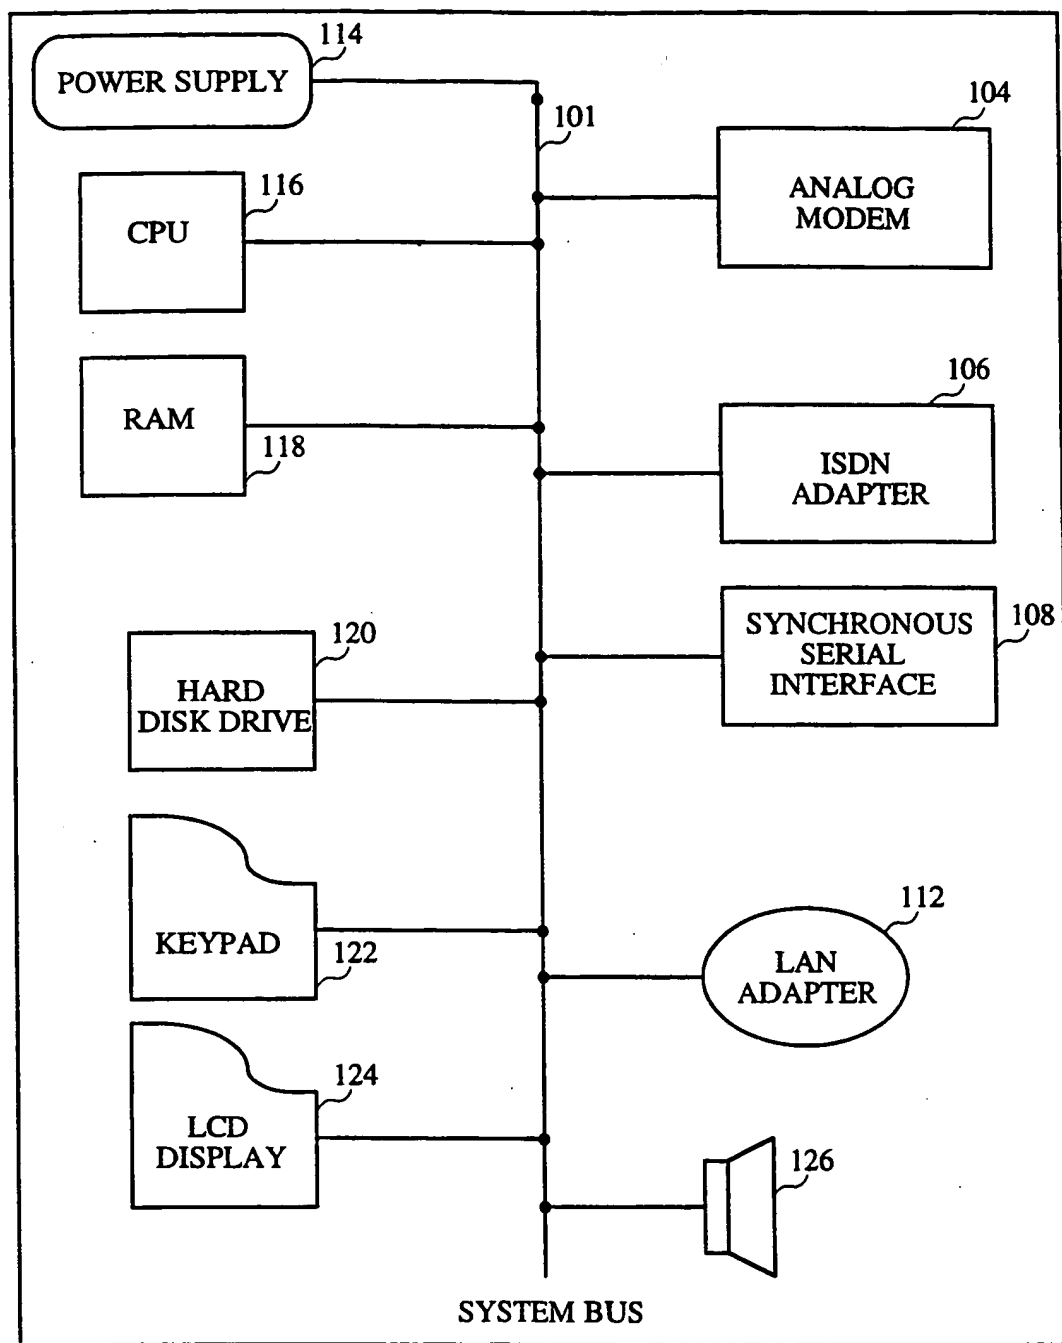 114
POWER SUPPLY
101
104
ANALOG
MODEM
116
CPU
RAM
118
106
ISDN
ADAPTER
SYNCHRONOUS
SERIAL
INTERFACE
108
120
HARD
DISK DRIVE
KEYPAD
122
112
LAN
ADAPTER
124
LCD
DISPLAY
126
SYSTEM BUS